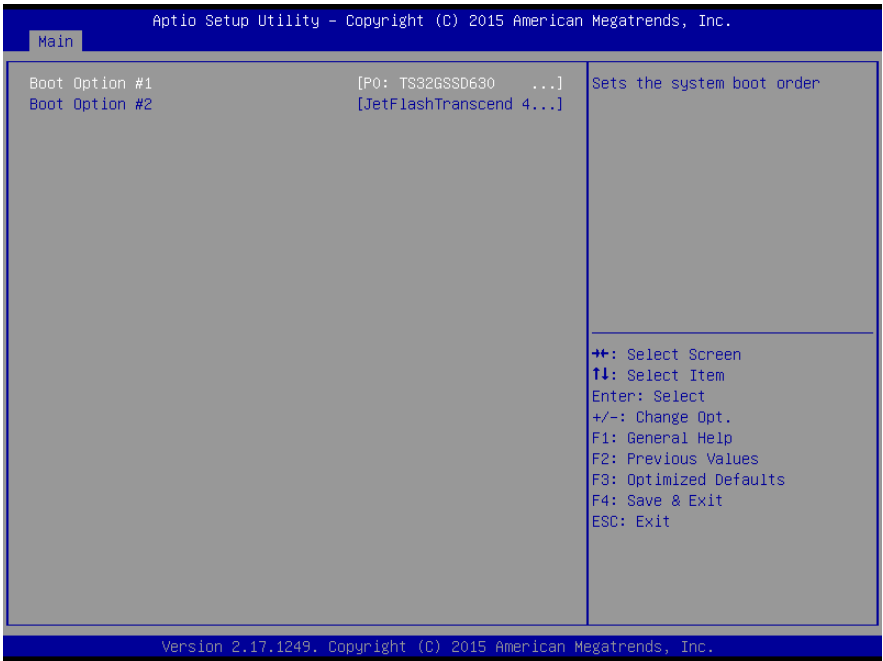 Aptio Setup Utility – Copyright (C) 2015 American Megatrends, Inc.
Main
Boot Option #1 [P0: TS32GSSD630 ...]
Boot Option #2 [JetFlashTranscend 4...]
Sets the system boot order
→←: Select Screen
↑↓: Select Item
Enter: Select
+/-: Change Opt.
F1: General Help
F2: Previous Values
F3: Optimized Defaults
F4: Save & Exit
ESC: Exit
Version 2.17.1249. Copyright (C) 2015 American Megatrends, Inc.